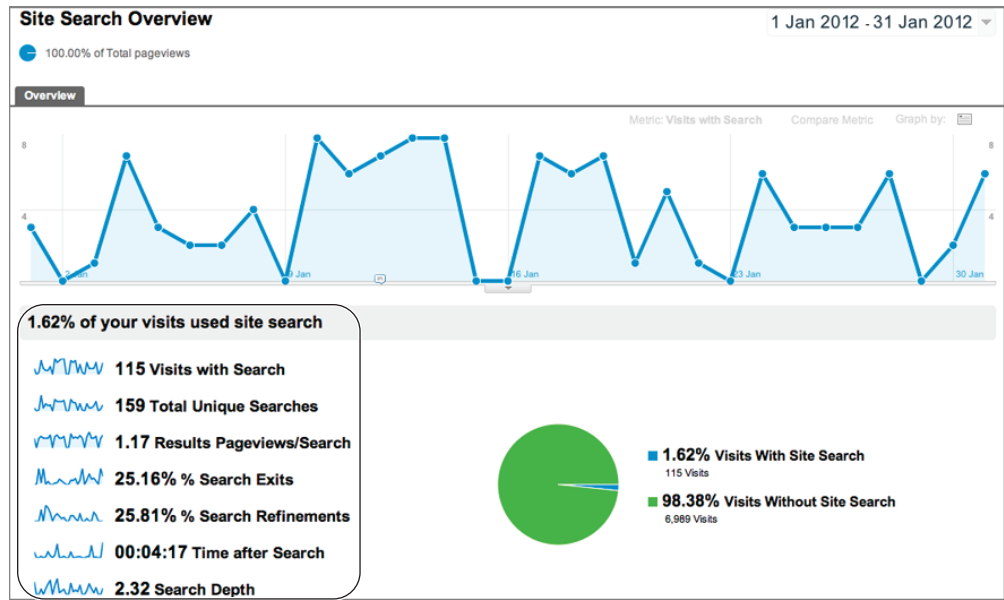 Site Search Overview
1 Jan 2012 - 31 Jan 2012
100.00% of Total pageviews
Overview
Metric: Visits with Search Compare Metric Graph by:
8 8
4 4
2 Jan 9 Jan 16 Jan 23 Jan 30 Jan
1.62% of your visits used site search
115 Visits with Search
159 Total Unique Searches
1.17 Results Pageviews/Search
25.16% % Search Exits
25.81% % Search Refinements
00:04:17 Time after Search
2.32 Search Depth
1.62% Visits With Site Search
115 Visits
98.38% Visits Without Site Search
6,989 Visits